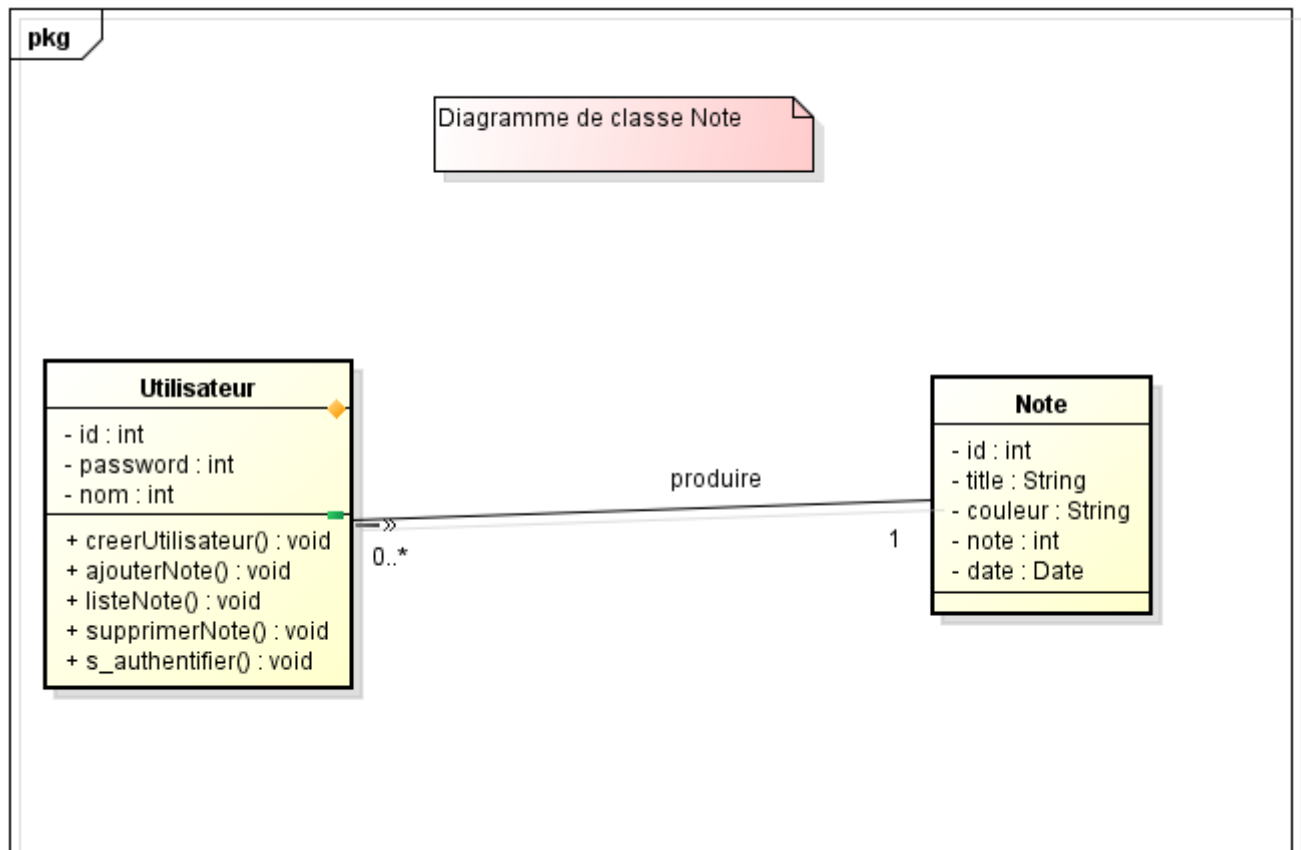 pkg
Diagramme de classe Note
Utilisateur
- id : int
- password : int
- nom : int
+ creerUtilisateur() : void
+ ajouterNote() : void
+ listeNote() : void
+ supprimerNote() : void
+ s_authentifier() : void
produire
0..*
1
Note
- id : int
- title : String
- couleur : String
- note : int
- date : Date